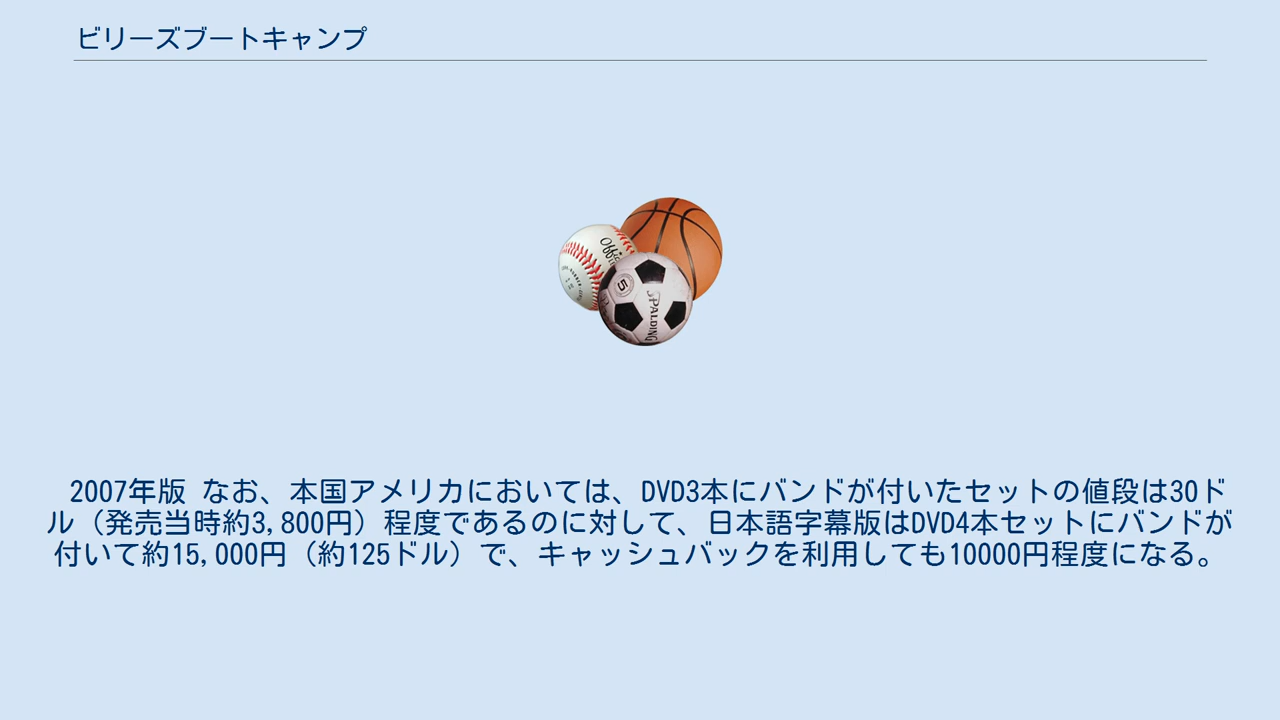 ビリーズブートキャンプ
Offic
5
SPALDING
2007年版 なお、本国アメリカにおいては、DVD3本にバンドが付いたセットの値段は30ド
ル（発売当時約3,800円）程度であるのに対して、日本語字幕版はDVD4本セットにバンドが
付いて約15,000円（約125ドル）で、キャッシュバックを利用しても10000円程度になる。